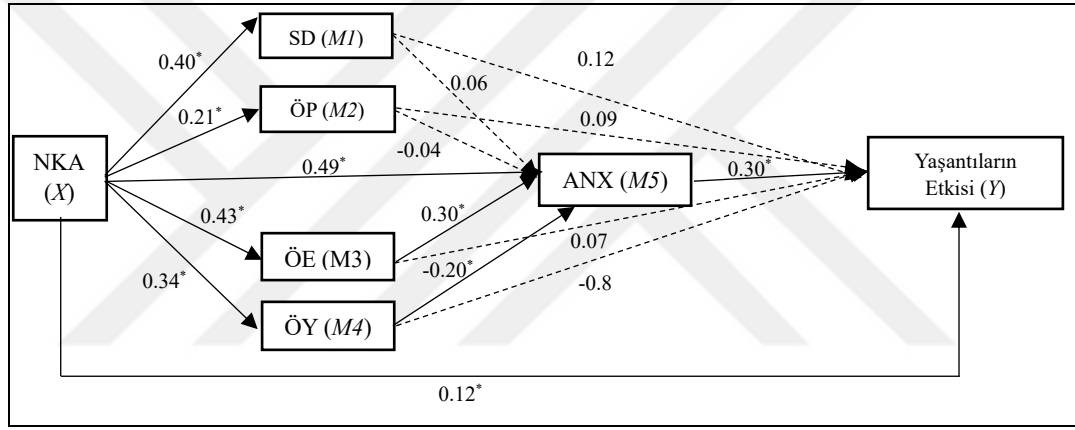 SD (M1)
0.40*
0.12
0.06
ÖP (M2)
0.21*
0.09
-0.04
NKA
(X)
0.49*
ANX (M5)
0.30*
Yaşantıların
Etkisi (Y)
0.43*
0.30*
ÖE (M3)
0.07
-0.20*
0.34*
-0.8
ÖY (M4)
0.12*